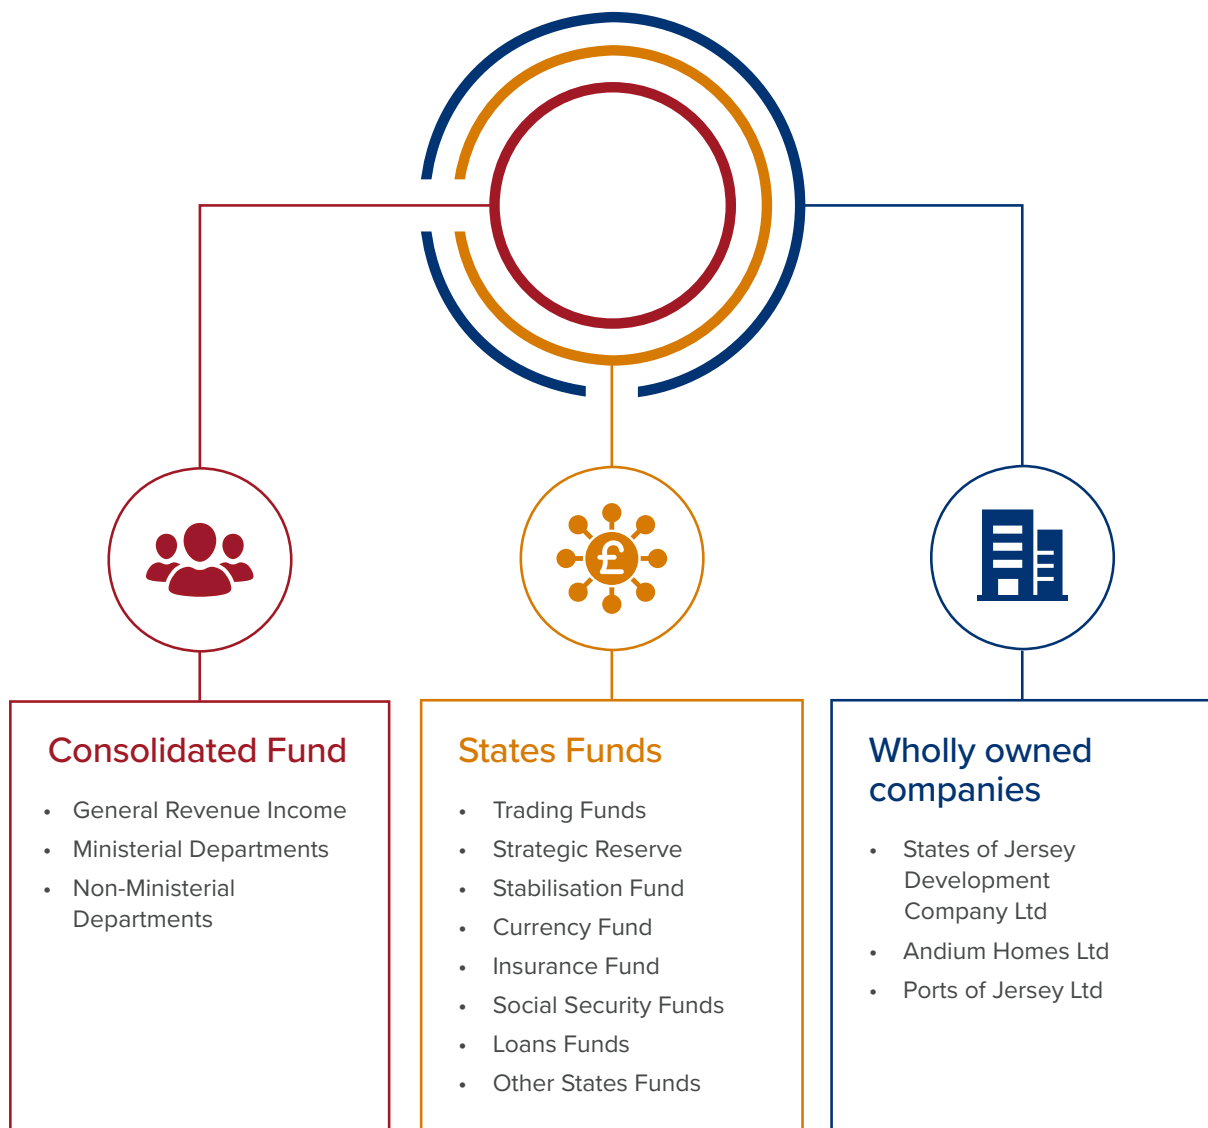 Consolidated Fund
• General Revenue Income
• Ministerial Departments
• Non-Ministerial
Departments
£
States Funds
• Trading Funds
• Strategic Reserve
• Stabilisation Fund
• Currency Fund
• Insurance Fund
• Social Security Funds
• Loans Funds
• Other States Funds
Wholly owned
companies
• States of Jersey
Development
Company Ltd
• Andium Homes Ltd
• Ports of Jersey Ltd